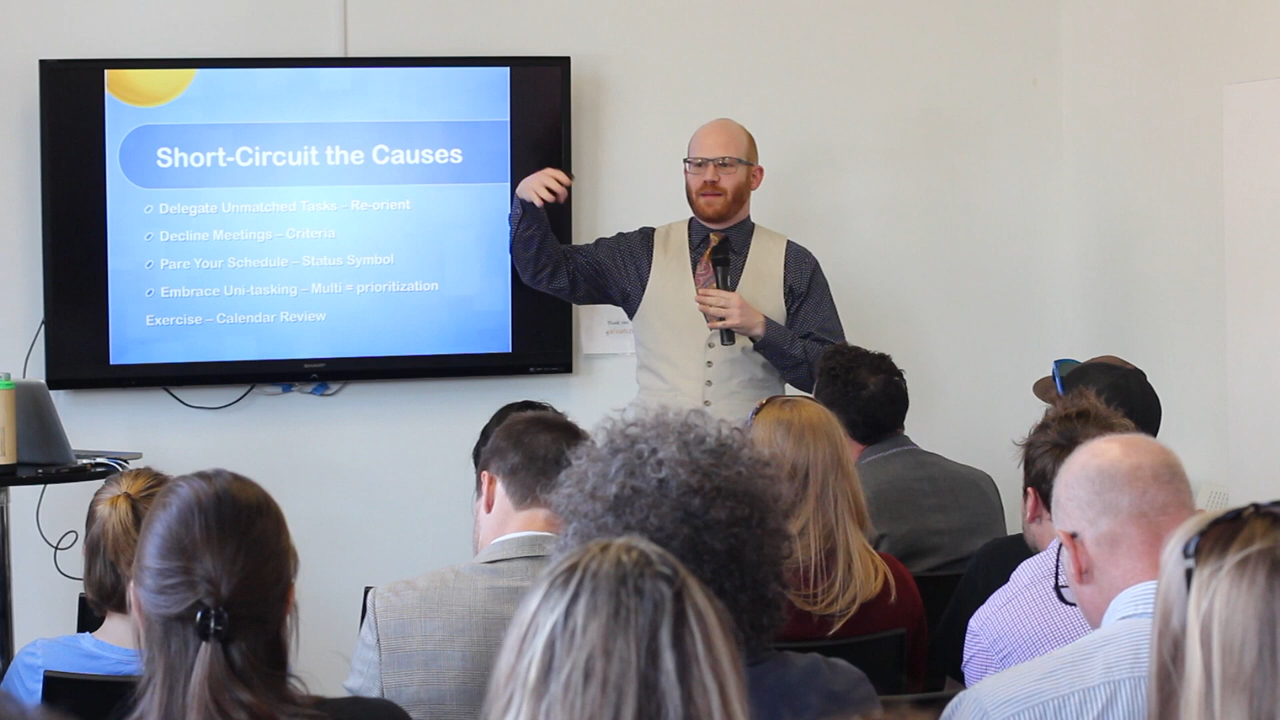 Short-Circuit the Causes
Delegate Unmatched Tasks – Re-orient
Decline Meetings – Criteria
Pare Your Schedule – Status Symbol
Embrace Uni-tasking – Multi = prioritization
Exercise – Calendar Review
SHARP